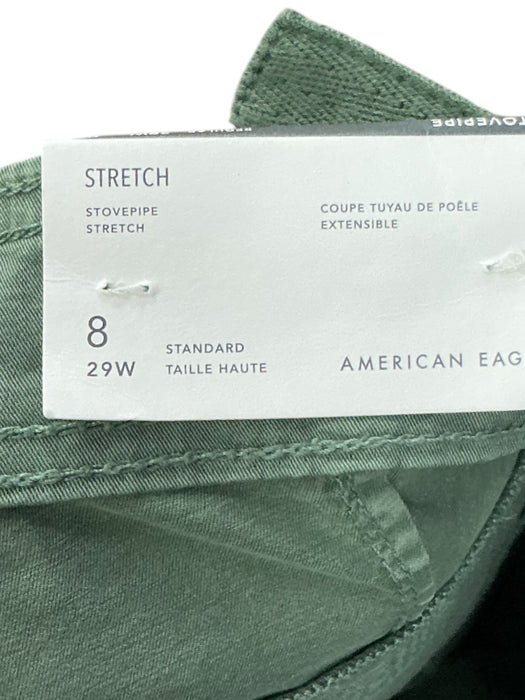 STOVEPIPE
STRETCH
STOVEPIPE
STRETCH
COUPE TUYAU DE POÊLE
EXTENSIBLE
8
29W
STANDARD
TAILLE HAUTE
AMERICAN EAG